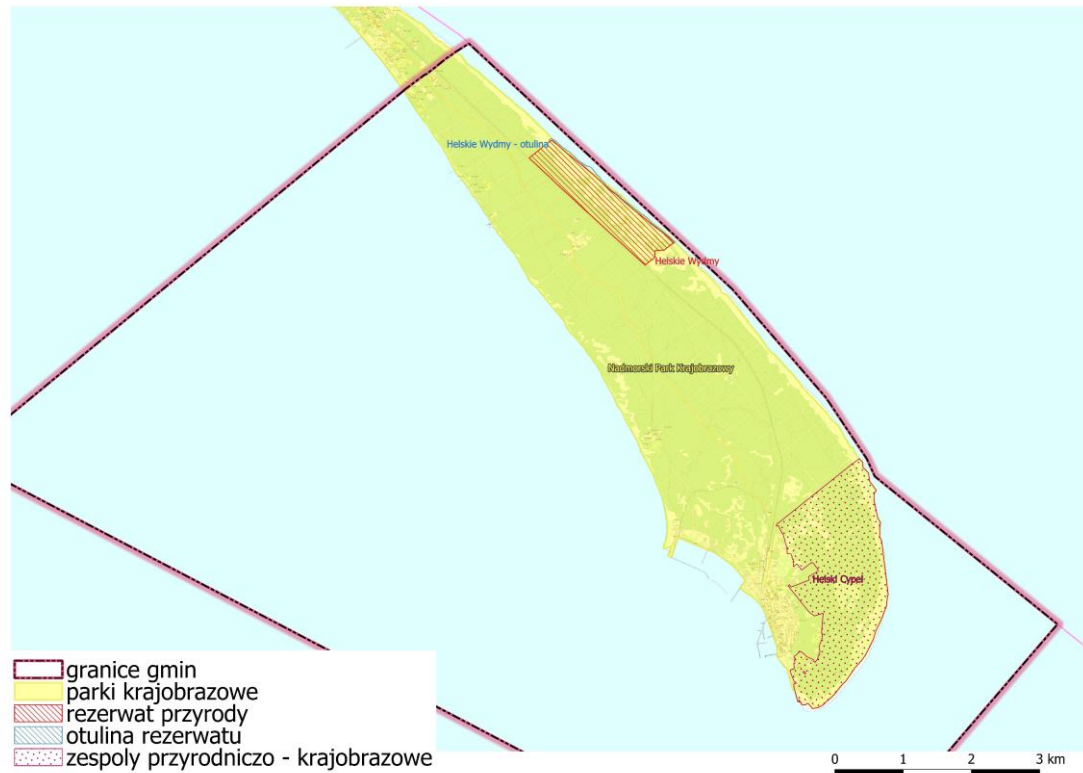 Helskie Wydmy - otulina
Helskie Wydmy
Nadmorski Park Krajobrazowy
Helski Cypel
granice gmin
parki krajobrazowe
rezerwat przyrody
otulina rezerwatu
zespoly przyrodniczo - krajobrazowe
0 1 2 3 km